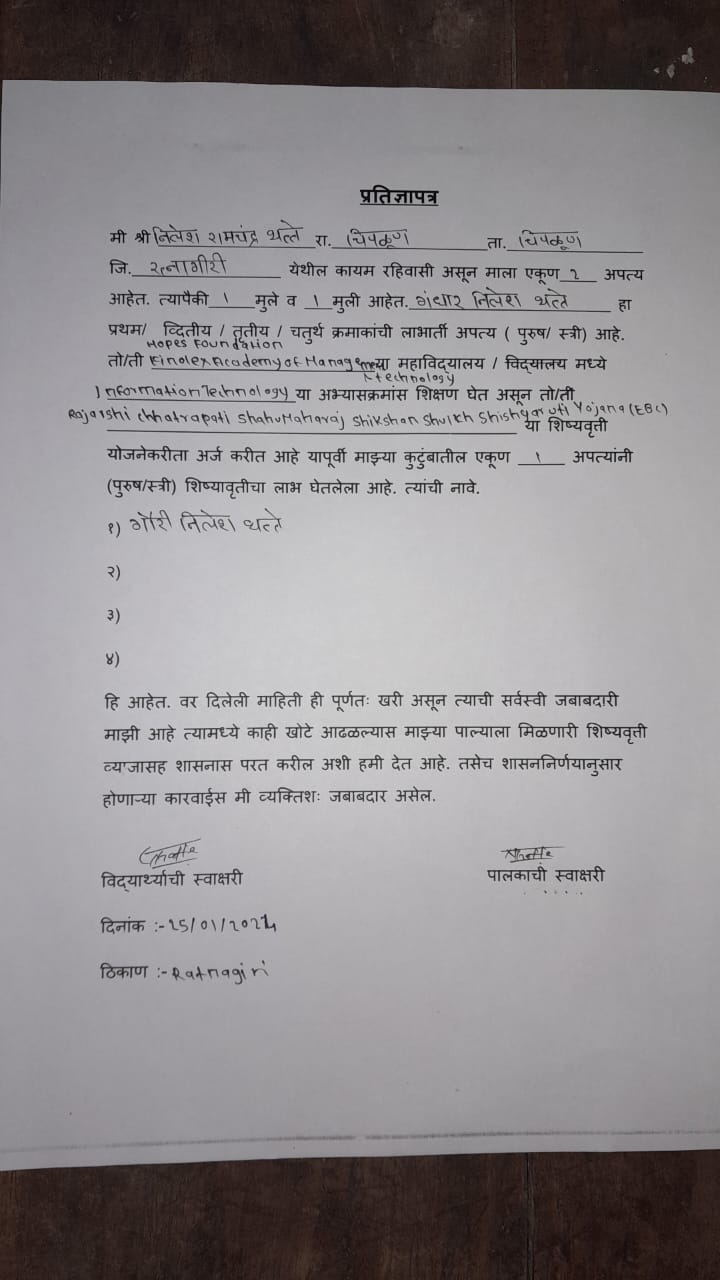 प्रतिज्ञापत्र
मी श्री निलेश रामचंद्र थत्ते रा. चिपळूण ता. चिपळूण
जि. रत्नागीरी येथील कायम रहिवासी असून माला एकूण 2 अपत्य
आहेत. त्यापैकी १ मुले व १ मुली आहेत. गंधार निलेश थत्ते हा
प्रथम/ व्दितीय / तृतीय / चतुर्थ क्रमाकांची लाभार्ती अपत्य ( पुरुष/ स्त्री) आहे.
Hopes Foundation
तो/ती Finolex Academy of Management या महाविद्यालय / विद्यालय मध्ये
& technology
Information Technology या अभ्यासक्रमांस शिक्षण घेत असून तो/ती
Rajarshi chhatrapati shahu Maharaj Shikshan Shulkh Shishyavruti Yojana (EBC)
या शिष्यवृत्ती
योजनेकरीता अर्ज करीत आहे यापूर्वी माझ्या कुटुंबातील एकूण १ अपत्यांनी
(पुरुष/स्त्री) शिष्यावृतीचा लाभ घेतलेला आहे. त्यांची नावे.
१) गौरी निलेश थत्ते
२)
३)
४)
हि आहेत. वर दिलेली माहिती ही पूर्णतः खरी असून त्याची सर्वस्वी जबाबदारी
माझी आहे त्यामध्ये काही खोटे आढळल्यास माझ्या पाल्याला मिळणारी शिष्यवृत्ती
व्याजासह शासनास परत करील अशी हमी देत आहे. तसेच शासननिर्णयानुसार
होणाऱ्या कारवाईस मी व्यक्तिशः जबाबदार असेल.
विद्यार्थ्याची स्वाक्षरी पालकाची स्वाक्षरी
दिनांक :- 25/01/2021
ठिकाण :- Ratnagiri